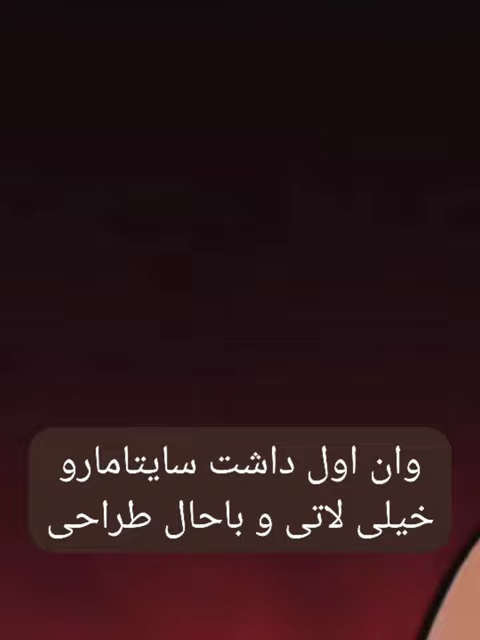 وان اول داشت سایتامارو
خیلی لاتی و باحال طراحی